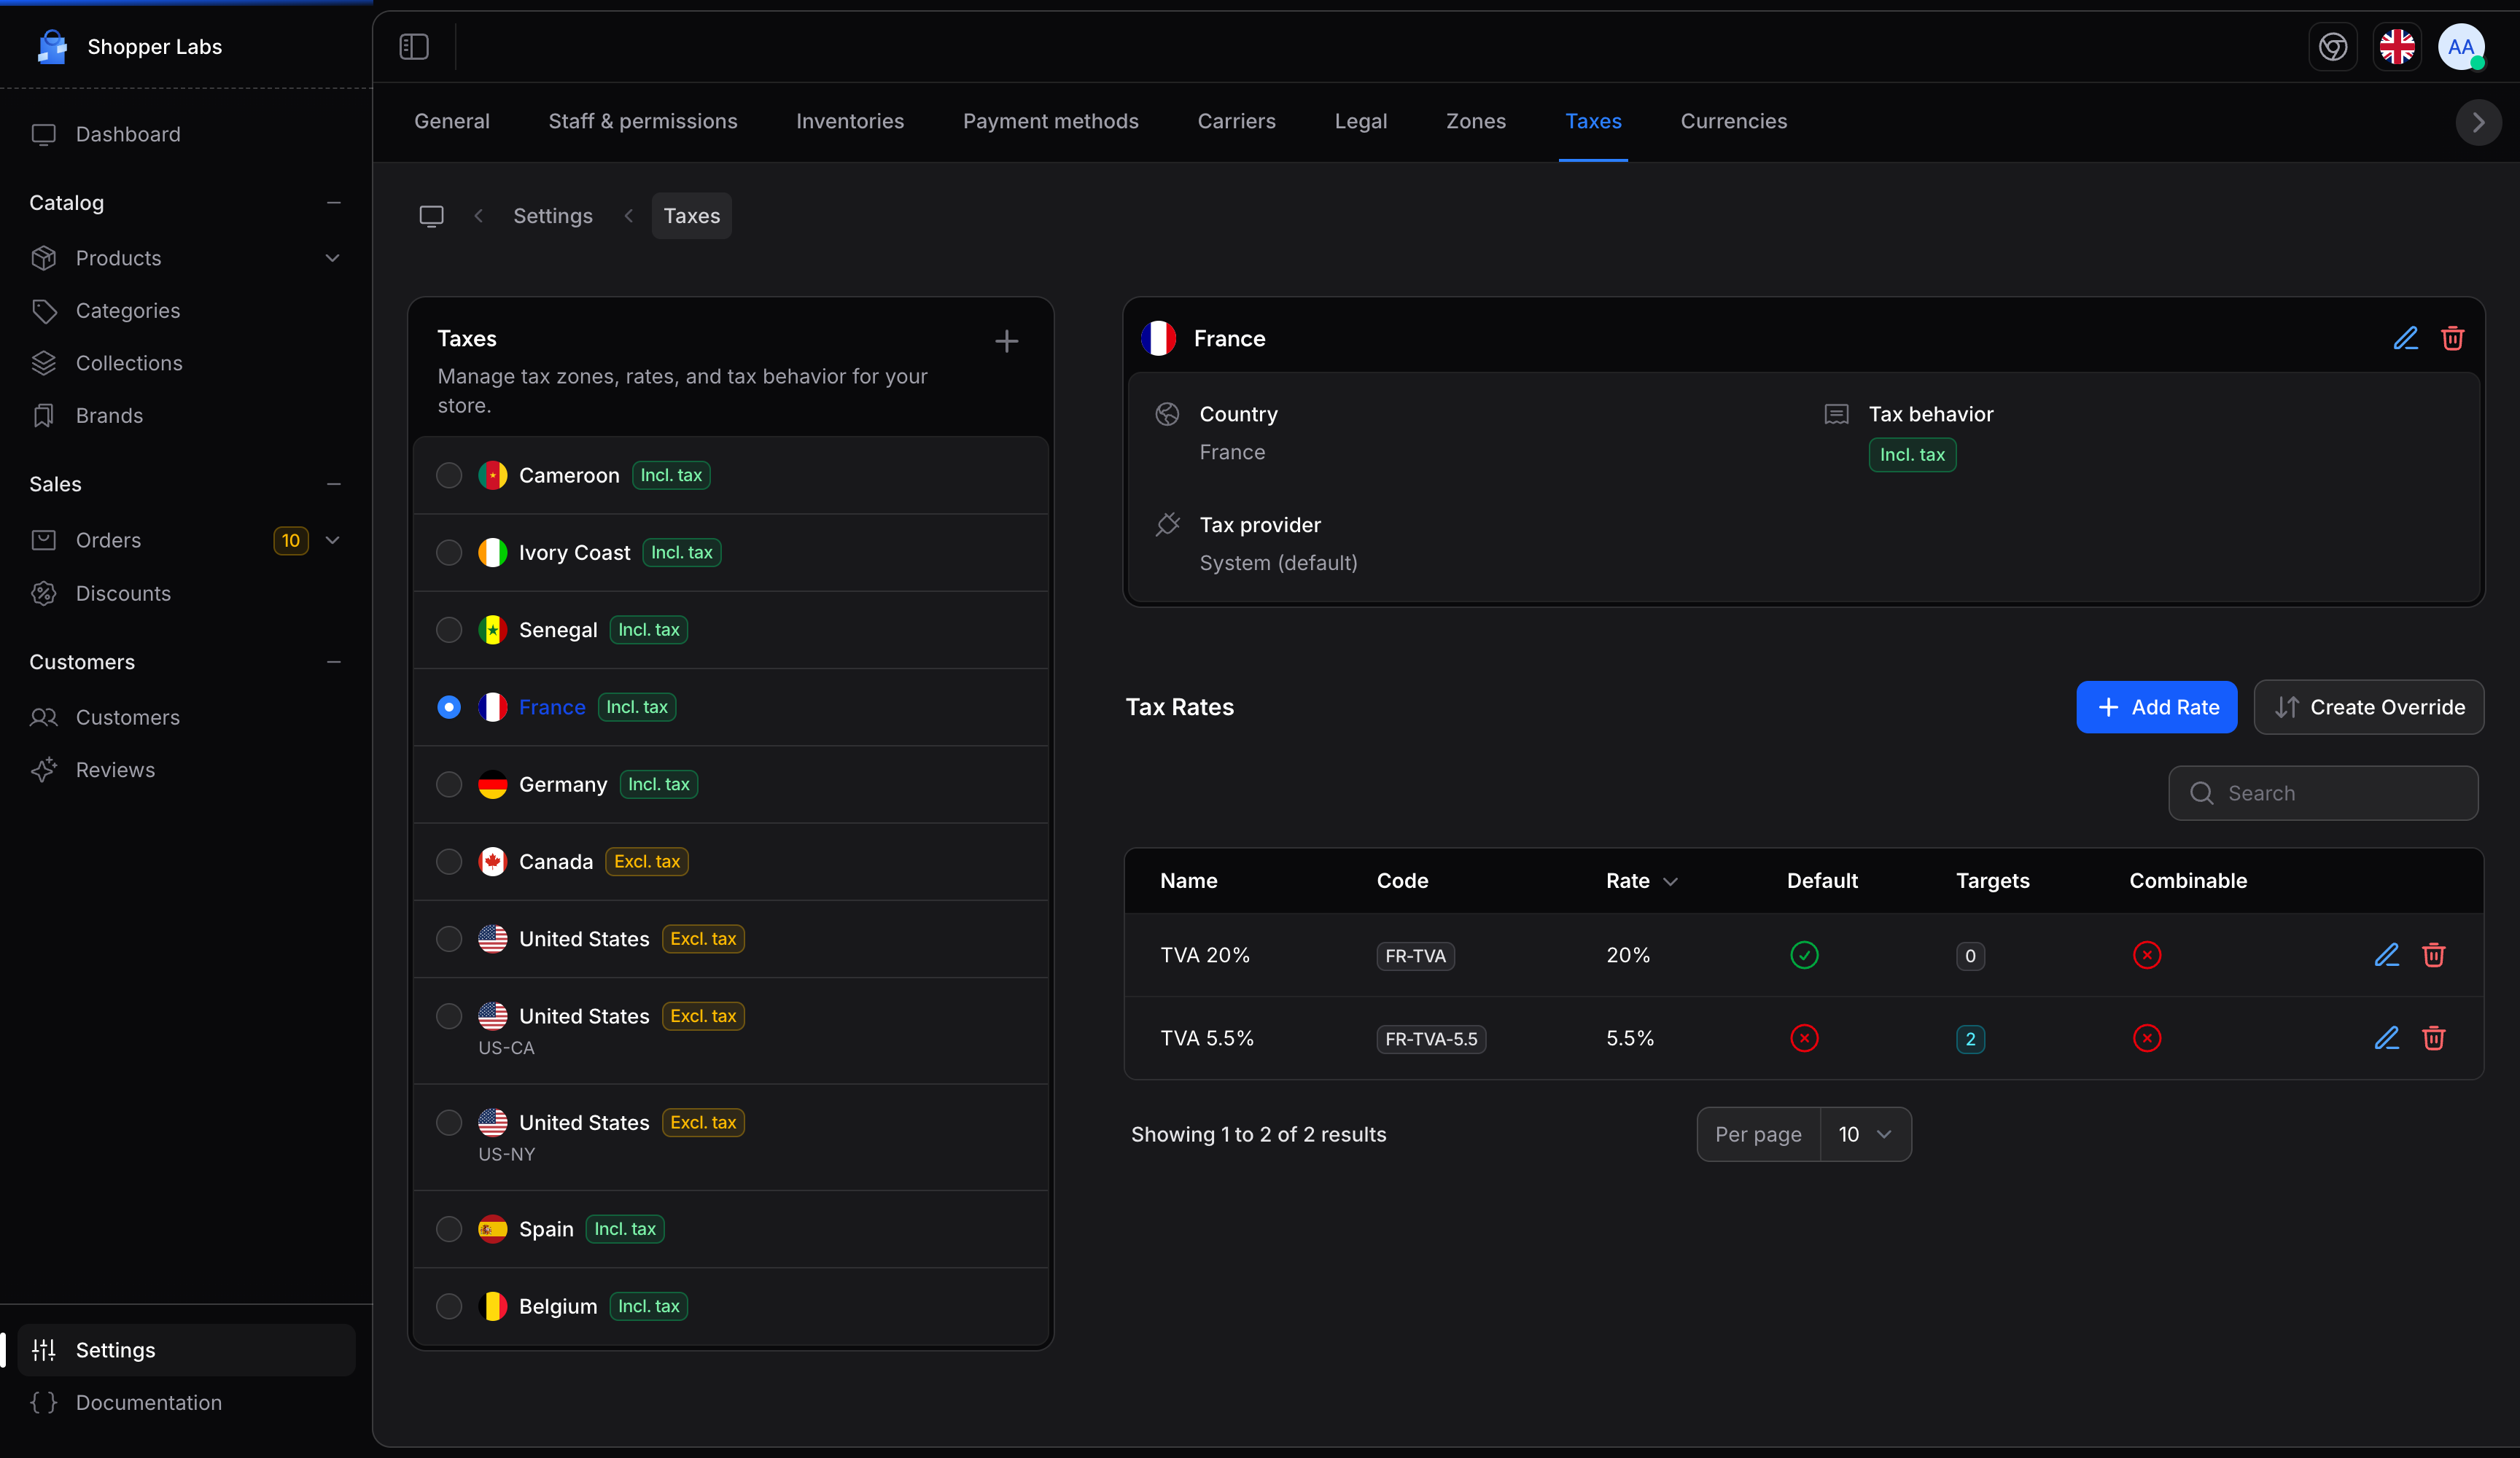 Shopper Labs
AA
Dashboard
Catalog
Products
Categories
Collections
Brands
Sales
Orders 10
Discounts
Customers
Customers
Reviews
Settings
Documentation
General Staff & permissions Inventories Payment methods Carriers Legal Zones Taxes Currencies
Settings Taxes
Taxes
Manage tax zones, rates, and tax behavior for your
store.
Cameroon Incl. tax
Ivory Coast Incl. tax
Senegal Incl. tax
France Incl. tax
Germany Incl. tax
Canada Excl. tax
United States Excl. tax
United States Excl. tax
US-CA
United States Excl. tax
US-NY
Spain Incl. tax
Belgium Incl. tax
France
Country
France
Tax behavior
Incl. tax
Tax provider
System (default)
Tax Rates
Add Rate Create Override
Search
Name Code Rate Default Targets Combinable
TVA 20% FR-TVA 20% 0
TVA 5.5% FR-TVA-5.5 5.5% 2
Showing 1 to 2 of 2 results Per page 10